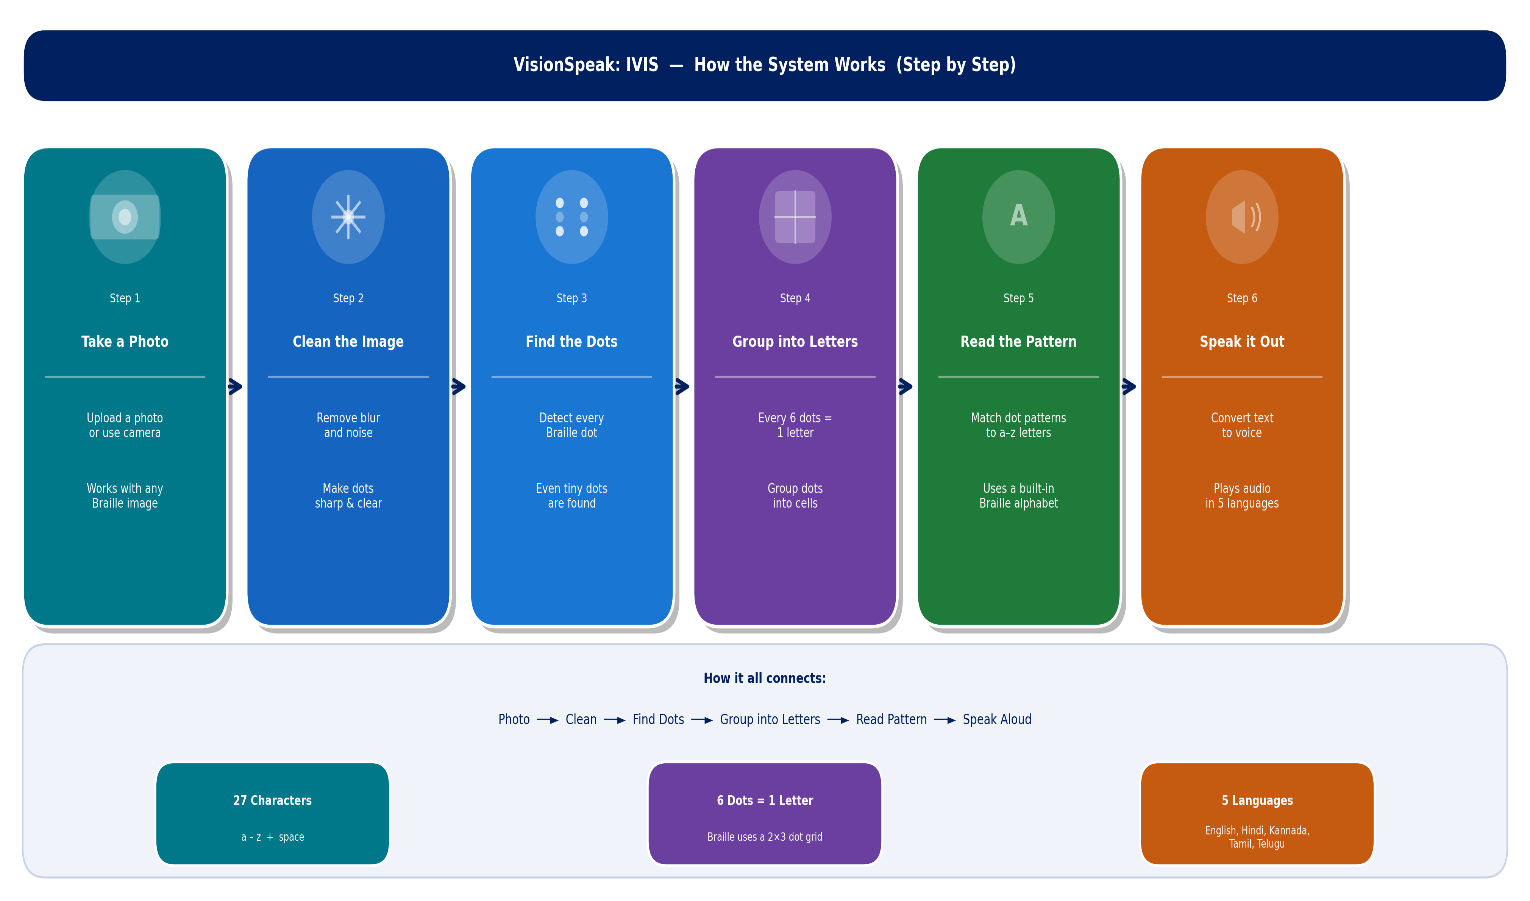 VisionSpeak: IVIS — How the System Works (Step by Step)
Step 1
Take a Photo
Upload a photo
or use camera
Works with any
Braille image
Step 2
Clean the Image
Remove blur
and noise
Make dots
sharp & clear
Step 3
Find the Dots
Detect every
Braille dot
Even tiny dots
are found
Step 4
Group into Letters
Every 6 dots =
1 letter
Group dots
into cells
A
Step 5
Read the Pattern
Match dot patterns
to a–z letters
Uses a built-in
Braille alphabet
Step 6
Speak it Out
Convert text
to voice
Plays audio
in 5 languages
How it all connects:
Photo → Clean → Find Dots → Group into Letters → Read Pattern → Speak Aloud
27 Characters
a – z + space
6 Dots = 1 Letter
Braille uses a 2×3 dot grid
5 Languages
English, Hindi, Kannada,
Tamil, Telugu